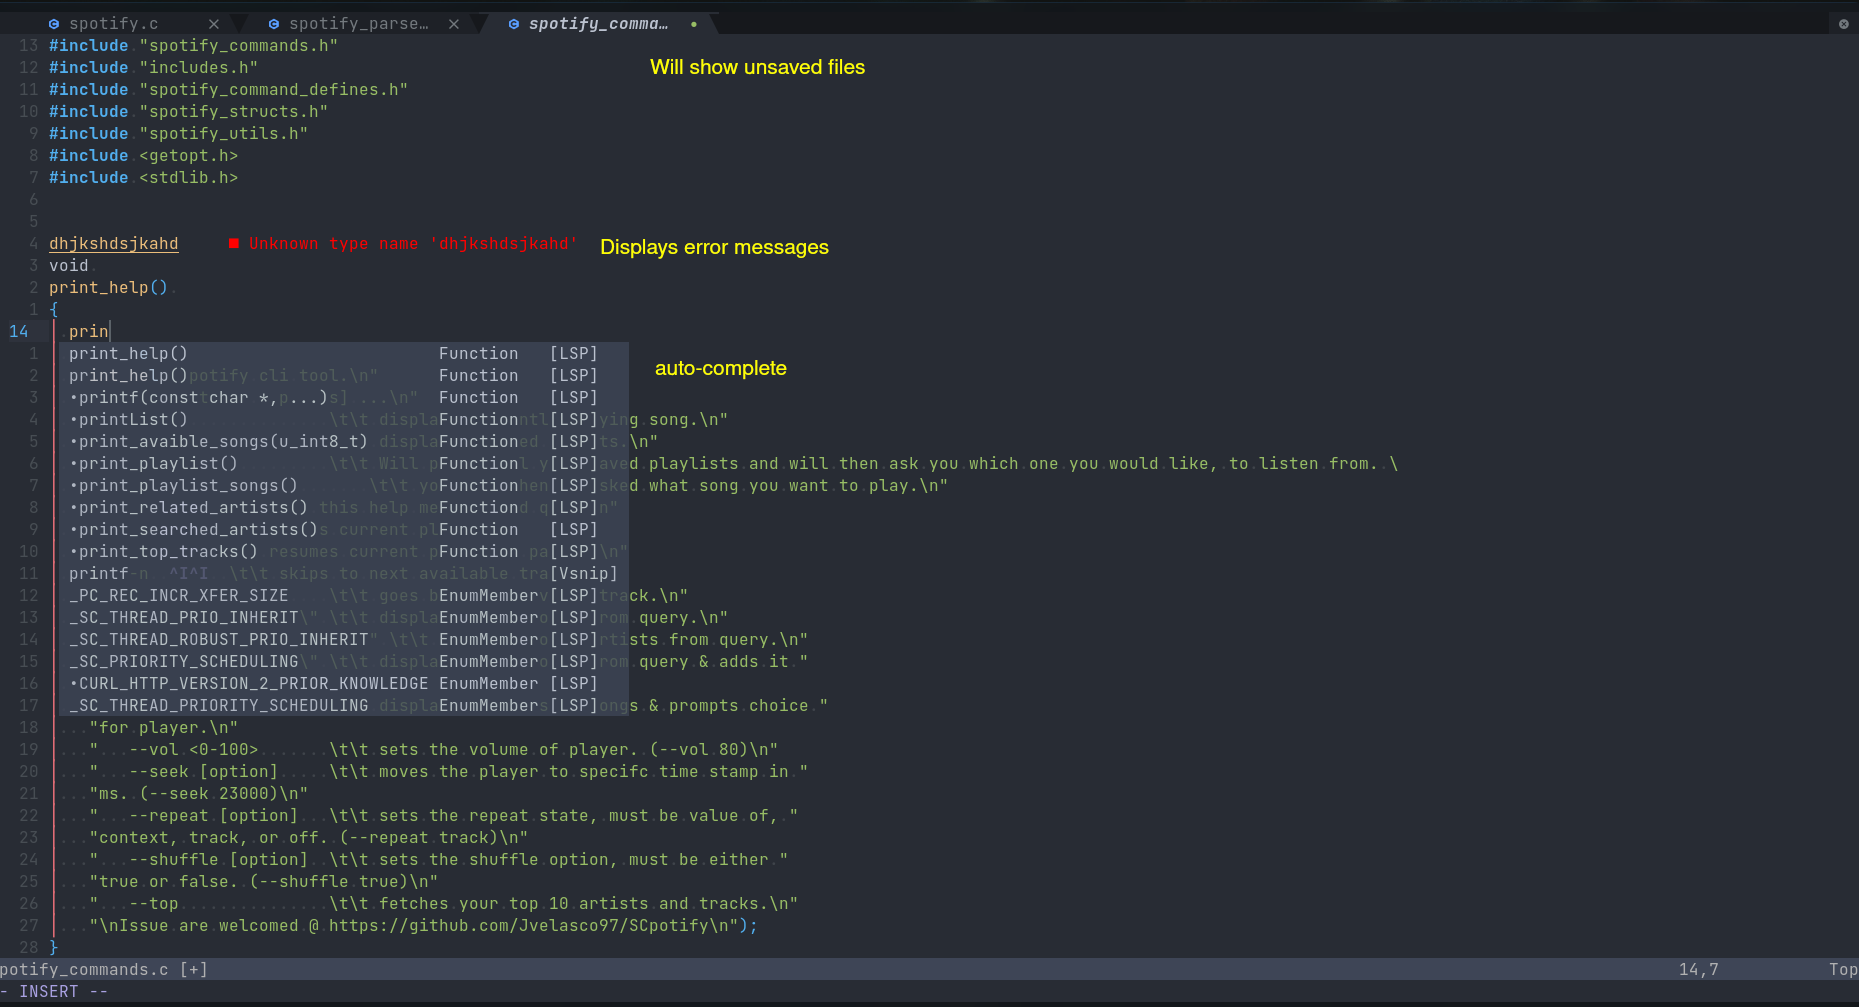 spotify.c × spotify_parse… × spotify_comma… ●
13 #include "spotify_commands.h"
12 #include "includes.h"
Will show unsaved files
11 #include "spotify_command_defines.h"
10 #include "spotify_structs.h"
9 #include "spotify_utils.h"
8 #include <getopt.h>
7 #include <stdlib.h>
6
5
4 dhjkshdsjkahd ■ Unknown type name 'dhjkshdsjkahd' Displays error messages
3 void
2 print_help()
1 {
14 prin
1 print_help() Function [LSP]
auto-complete
2 print_help()potify cli tool.\n" Function [LSP]
3 •printf(const char *, ...)s] ...\n" Function [LSP]
4 •printList() \t\t displaFunctionntl[LSP]ying song.\n"
5 •print_avaible_songs(u_int8_t) displaFunctioned [LSP]ts.\n"
6 •print_playlist() \t\t Will pFunctionl y[LSP]aved playlists and will then ask you which one you would like, to listen from. \
7 •print_playlist_songs() \t\t yoFunctionhen[LSP]sked what song you want to play.\n"
8 •print_related_artists() this help meFunctiond q[LSP]n"
9 •print_searched_artists()s current plFunction [LSP]
10 •print_top_tracks() resumes current pFunction pa[LSP]\n"
11 printf-n ^I^I \t\t skips to next available tra[Vsnip]
12 _PC_REC_INCR_XFER_SIZE \t\t goes bEnumMemberv[LSP]track.\n"
13 _SC_THREAD_PRIO_INHERIT\" \t\t displaEnumMembero[LSP]rom query.\n"
14 _SC_THREAD_ROBUST_PRIO_INHERIT" \t\t EnumMembero[LSP]rtists from query.\n"
15 _SC_PRIORITY_SCHEDULING\" \t\t displaEnumMembero[LSP]rom query & adds it "
16 •CURL_HTTP_VERSION_2_PRIOR_KNOWLEDGE EnumMember [LSP]
17 _SC_THREAD_PRIORITY_SCHEDULING displaEnumMembers[LSP]ongs & prompts choice "
18 "for player.\n"
19 " --vol <0-100> \t\t sets the volume of player. (--vol 80)\n"
20 " --seek [option] \t\t moves the player to specifc time stamp in "
21 "ms. (--seek 23000)\n"
22 " --repeat [option] \t\t sets the repeat state, must be value of, "
23 "context, track, or off. (--repeat track)\n"
24 " --shuffle [option] \t\t sets the shuffle option, must be either "
25 "true or false. (--shuffle true)\n"
26 " --top \t\t fetches your top 10 artists and tracks.\n"
27 "\nIssue are welcomed @ https://github.com/Jvelasco97/SCpotify\n");
28 }
potify_commands.c [+] 14,7 Top
- INSERT --